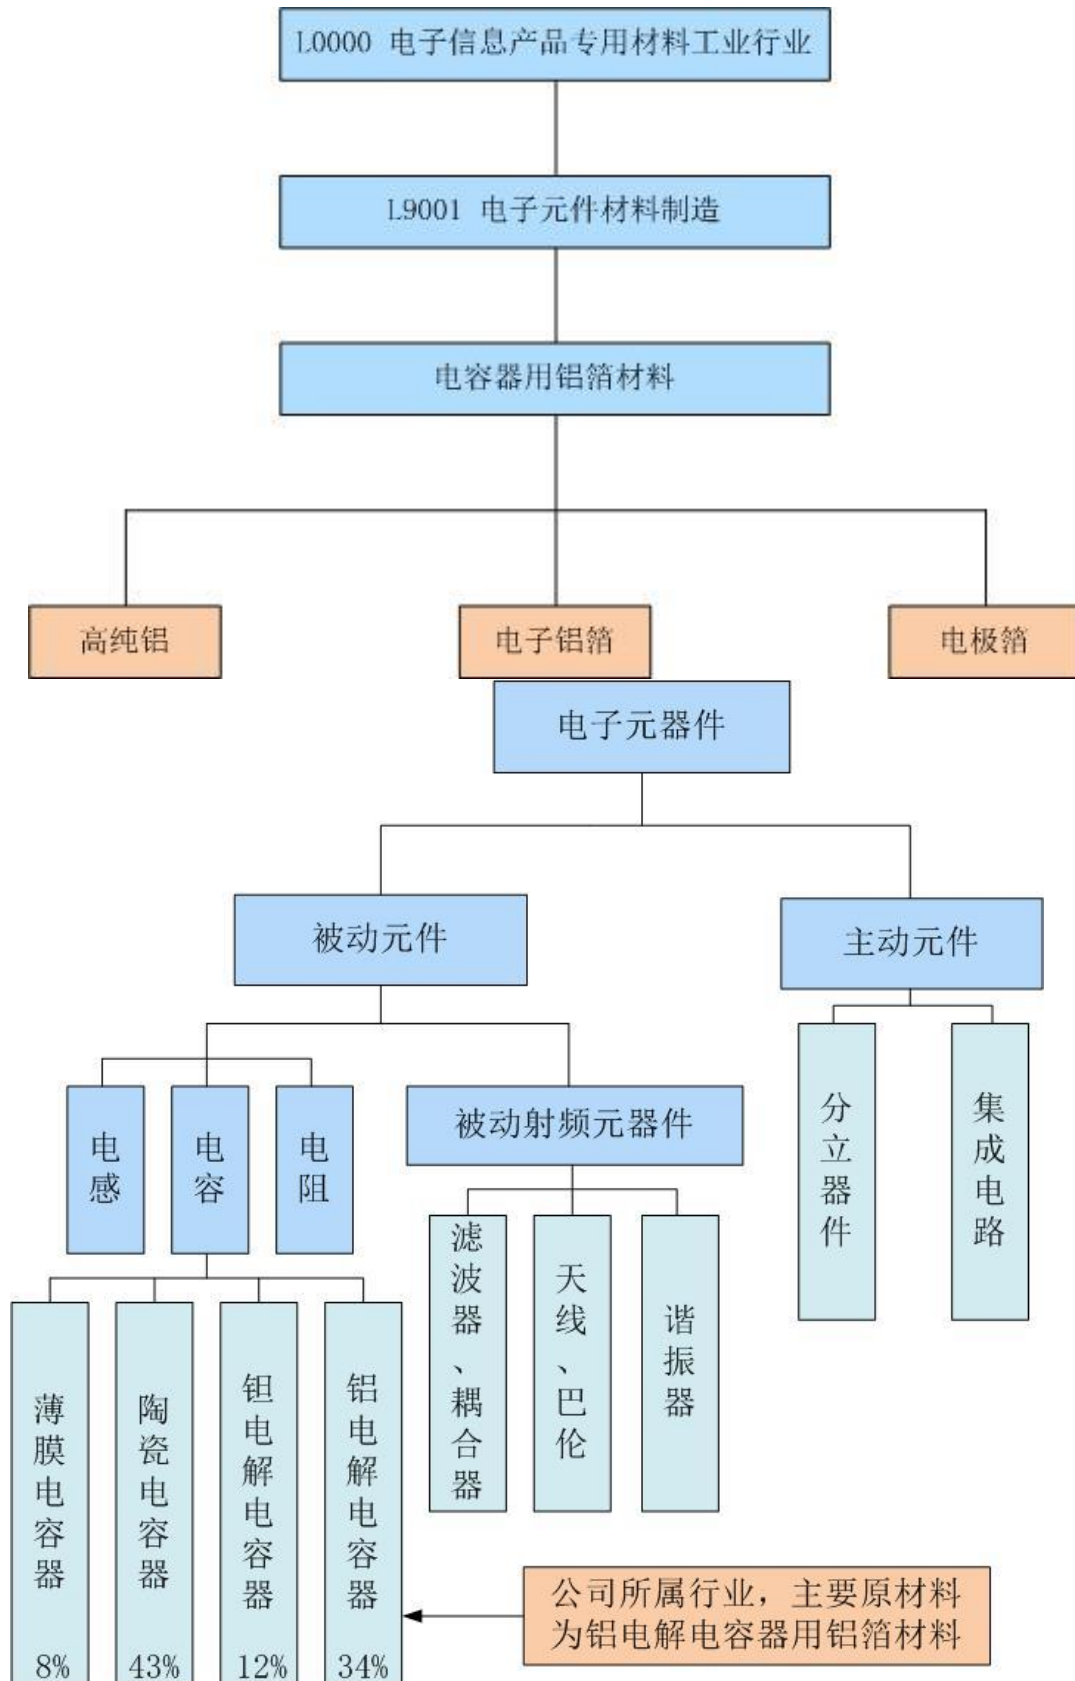 L0000 电子信息产品专用材料工业行业
L9001 电子元件材料制造
电容器用铝箔材料
高纯铝
电子铝箔
电极箔
电子元器件
被动元件
主动元件
分立器件
集成电路
电感
电容
电阻
被动射频元器件
滤波器、耦合器
天线、巴伦
谐振器
薄膜电容器
8%
陶瓷电容器
43%
钽电解电容器
12%
铝电解电容器
34%
公司所属行业，主要原材料
为铝电解电容器用铝箔材料